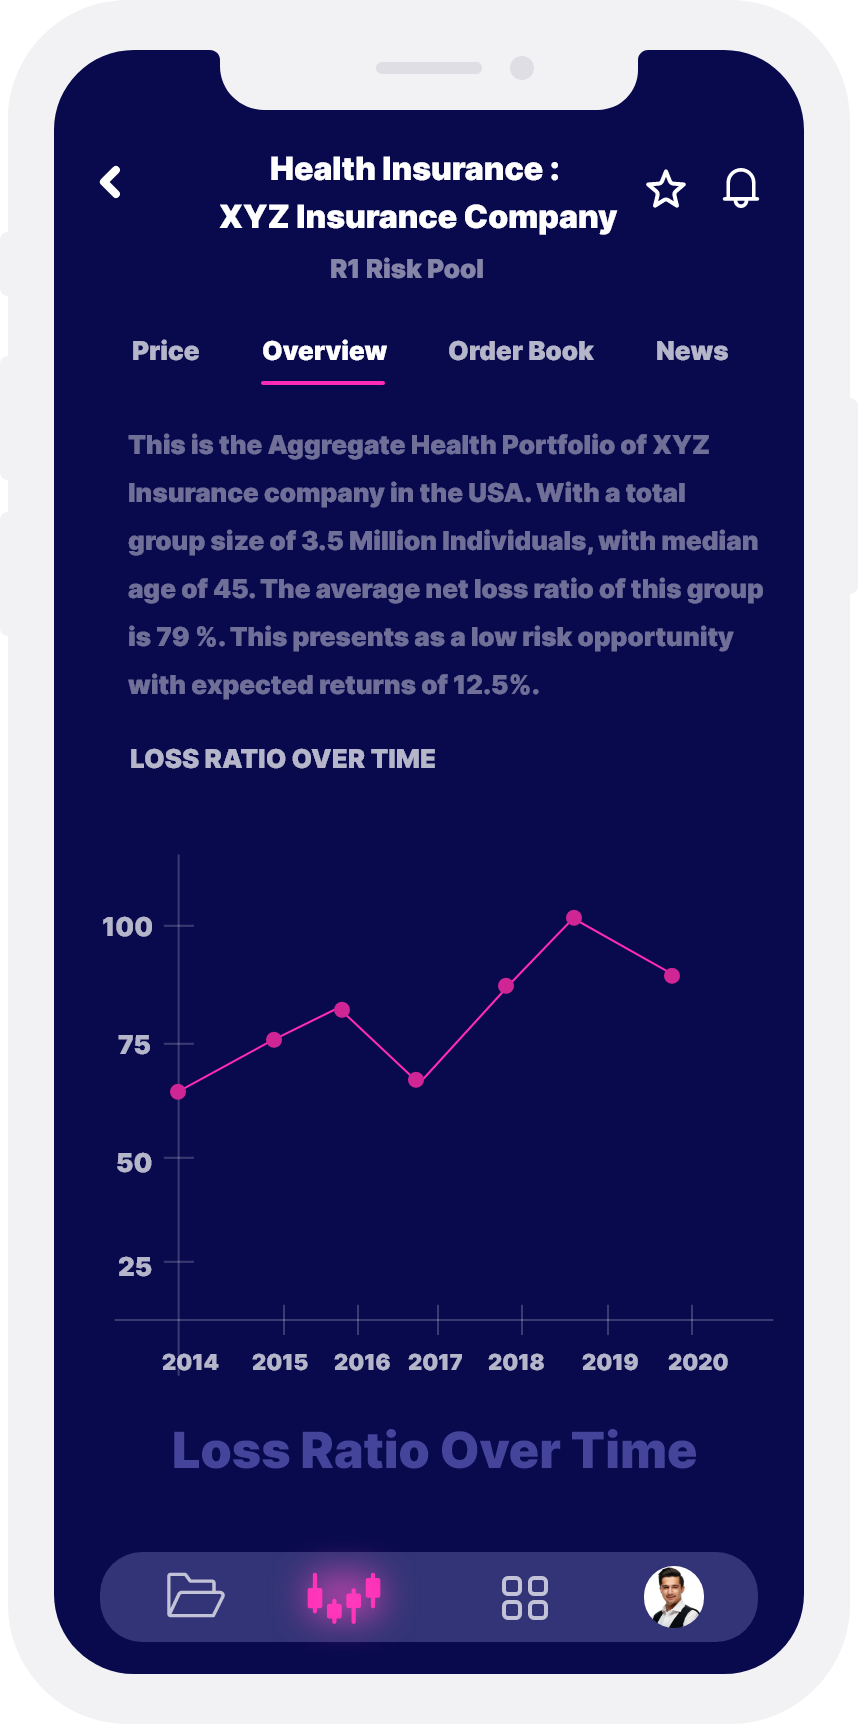 Health Insurance :
XYZ Insurance Company
R1 Risk Pool
Price Overview Order Book News
This is the Aggregate Health Portfolio of XYZ
Insurance company in the USA. With a total
group size of 3.5 Million Individuals, with median
age of 45. The average net loss ratio of this group
is 79 %. This presents as a low risk opportunity
with expected returns of 12.5%.
LOSS RATIO OVER TIME
100
75
50
25
2014 2015 2016 2017 2018 2019 2020
Loss Ratio Over Time